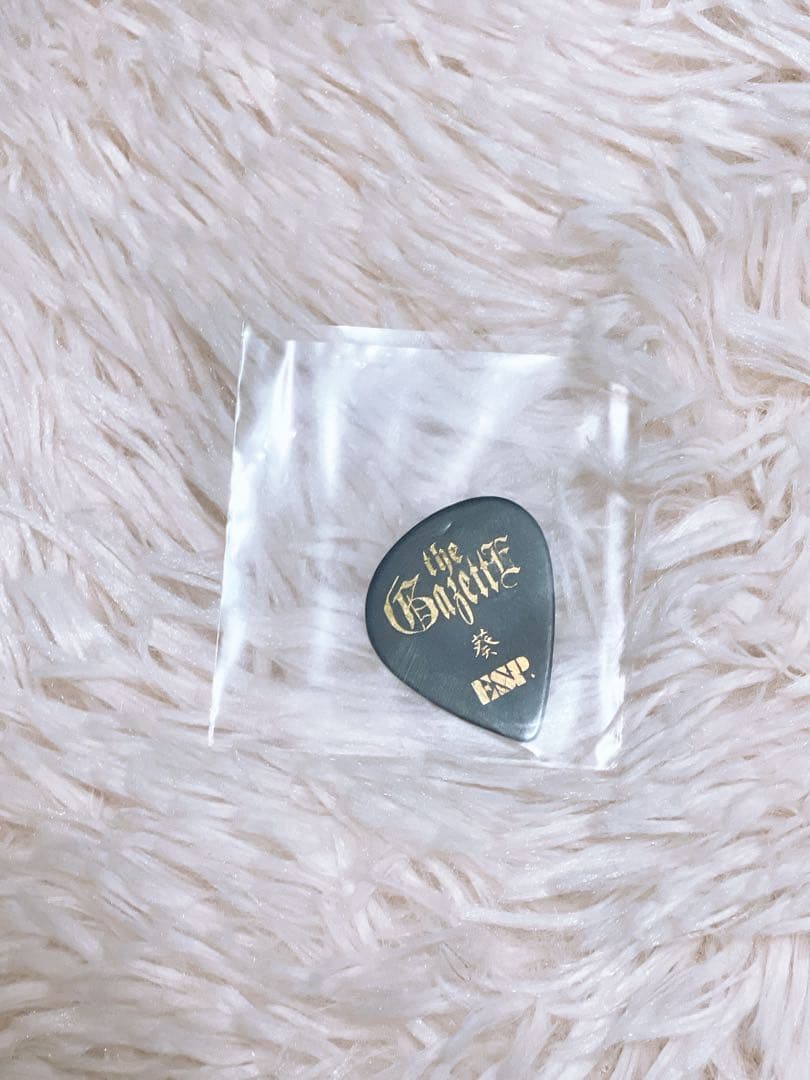 the
GazettE
葵
ESP.